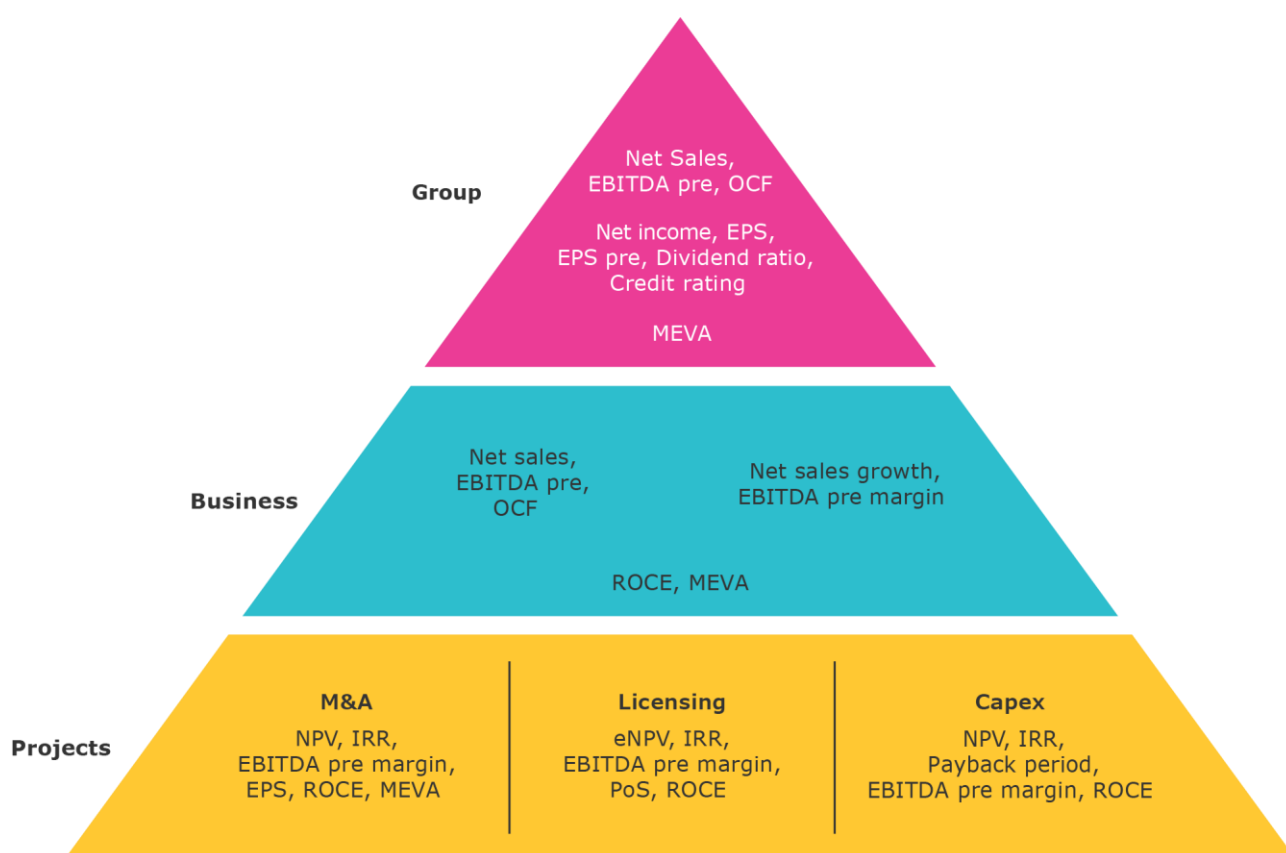 Group
Net Sales,
EBITDA pre, OCF
Net income, EPS,
EPS pre, Dividend ratio,
Credit rating
MEVA
Business
Net sales,
EBITDA pre,
OCF
Net sales growth,
EBITDA pre margin
ROCE, MEVA
Projects
M&A
NPV, IRR,
EBITDA pre margin,
EPS, ROCE, MEVA
Licensing
eNPV, IRR,
EBITDA pre margin,
PoS, ROCE
Capex
NPV, IRR,
Payback period,
EBITDA pre margin, ROCE